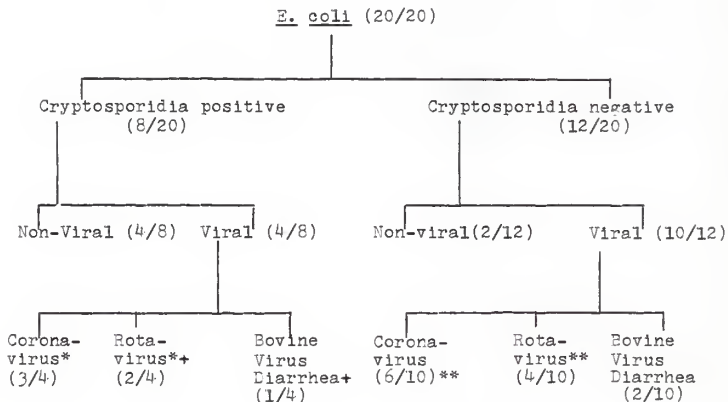 E. coli (20/20)
Cryptosporidia positive
(8/20)
Cryptosporidia negative
(12/20)
Non-Viral (4/8)
Viral (4/8)
Non-viral(2/12)
Viral (10/12)
Corona-
virus*
(3/4)
Rota-
virus*+
(2/4)
Bovine
Virus
Diarrhea+
(1/4)
Corona-
virus
(6/10)**
Rota-
virus**
(4/10)
Bovine
Virus
Diarrhea
(2/10)